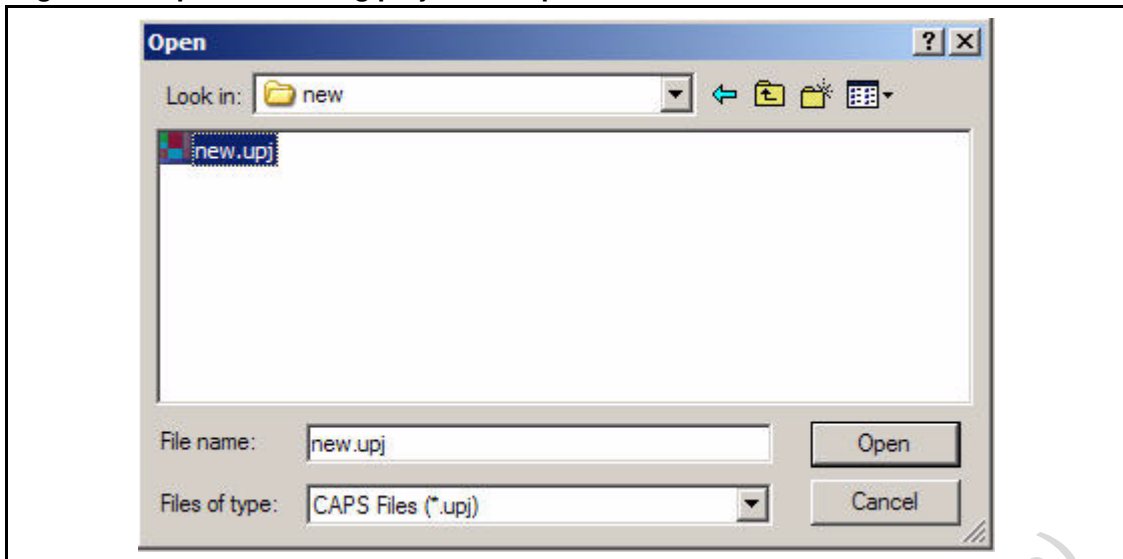 Open
Look in: new
new.upj
File name: new.upj Open
Files of type: CAPS Files (*.upj) Cancel